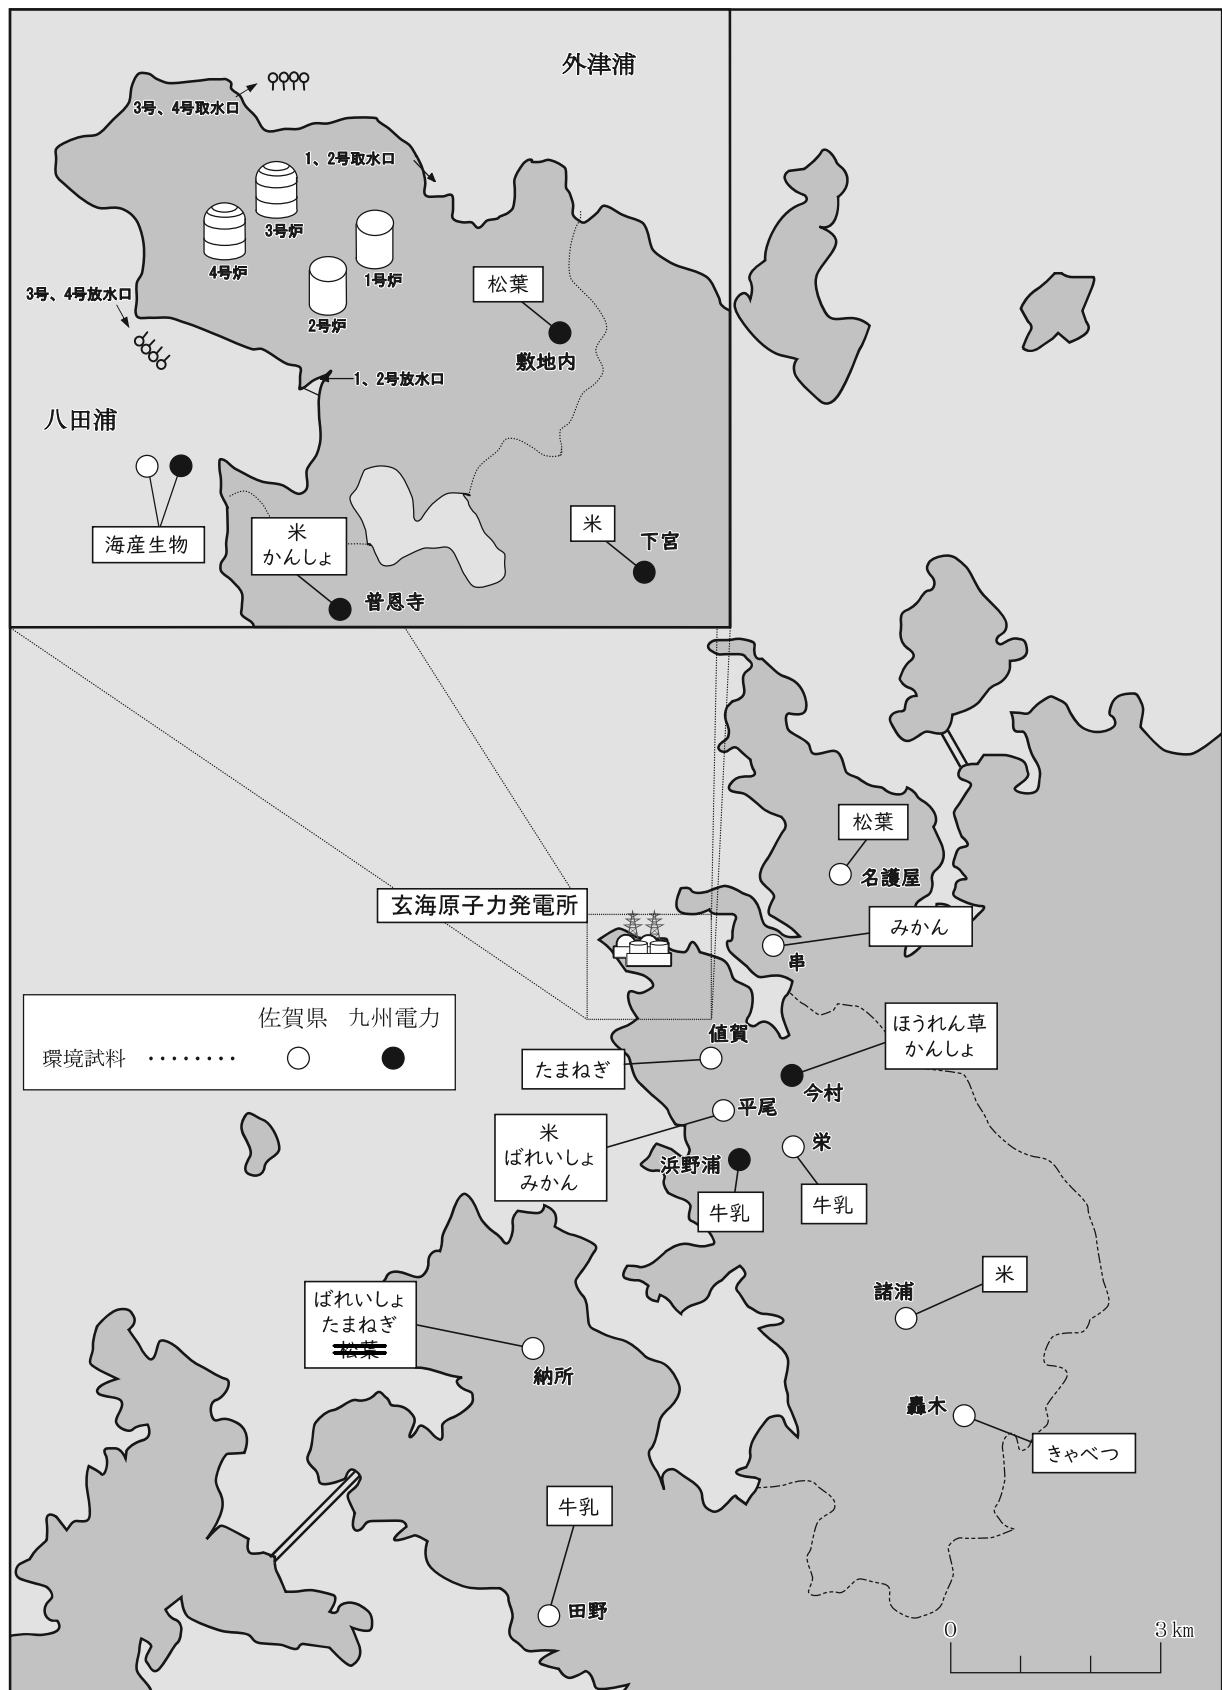 外津浦
3号、4号取水口
1、2号取水口
3号炉
4号炉
1号炉
2号炉
3号、4号放水口
松葉
敷地内
1、2号放水口
八田浦
海産生物
米
かんしょ
普恩寺
米
下宮
松葉
名護屋
玄海原子力発電所
みかん
串
佐賀県 九州電力
環境試料 ········
値賀
たまねぎ
ほうれん草
かんしょ
今村
平尾
米
ばれいしょ
みかん
栄
浜野浦
牛乳
牛乳
諸浦
米
ばれいしょ
たまねぎ
松葉
納所
轟木
きゃべつ
牛乳
田野
0 3km